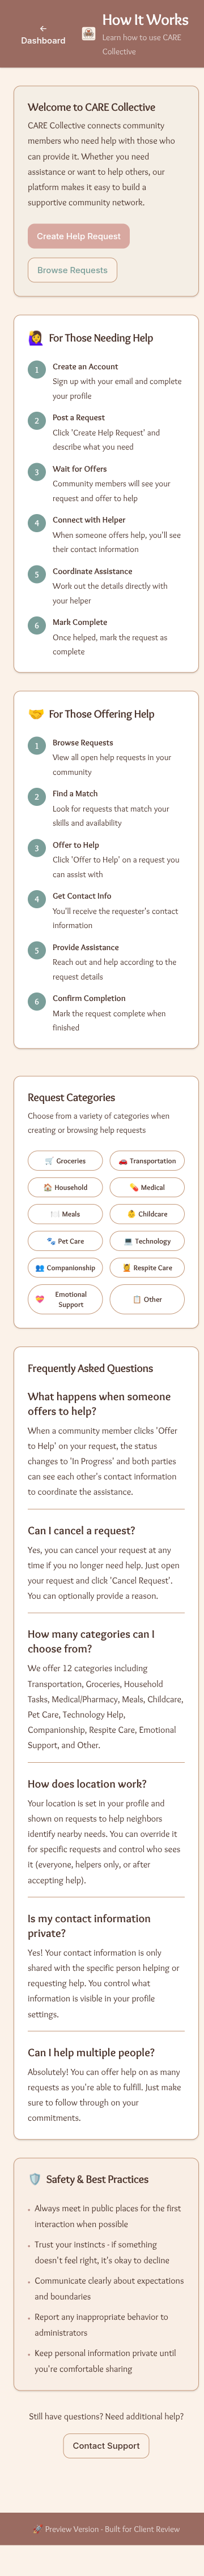 ←
Dashboard
How It Works
Learn how to use CARE
Collective
Welcome to CARE Collective
CARE Collective connects community
members who need help with those who
can provide it. Whether you need
assistance or want to help others, our
platform makes it easy to build a
supportive community network.
Create Help Request
Browse Requests
For Those Needing Help
1
Create an Account
Sign up with your email and complete
your profile
2
Post a Request
Click 'Create Help Request' and
describe what you need
3
Wait for Offers
Community members will see your
request and offer to help
4
Connect with Helper
When someone offers help, you'll see
their contact information
5
Coordinate Assistance
Work out the details directly with
your helper
6
Mark Complete
Once helped, mark the request as
complete
For Those Offering Help
1
Browse Requests
View all open help requests in your
community
2
Find a Match
Look for requests that match your
skills and availability
3
Offer to Help
Click 'Offer to Help' on a request you
can assist with
4
Get Contact Info
You'll receive the requester's contact
information
5
Provide Assistance
Reach out and help according to the
request details
6
Confirm Completion
Mark the request complete when
finished
Request Categories
Choose from a variety of categories when
creating or browsing help requests
Groceries
Transportation
Household
Medical
Meals
Childcare
Pet Care
Technology
Companionship
Respite Care
Emotional
Support
Other
Frequently Asked Questions
What happens when someone
offers to help?
When a community member clicks 'Offer
to Help' on your request, the status
changes to 'In Progress' and both parties
can see each other's contact information
to coordinate the assistance.
Can I cancel a request?
Yes, you can cancel your request at any
time if you no longer need help. Just open
your request and click 'Cancel Request'.
You can optionally provide a reason.
How many categories can I
choose from?
We offer 12 categories including
Transportation, Groceries, Household
Tasks, Medical/Pharmacy, Meals, Childcare,
Pet Care, Technology Help,
Companionship, Respite Care, Emotional
Support, and Other.
How does location work?
Your location is set in your profile and
shown on requests to help neighbors
identify nearby needs. You can override it
for specific requests and control who sees
it (everyone, helpers only, or after
accepting help).
Is my contact information
private?
Yes! Your contact information is only
shared with the specific person helping or
requesting help. You control what
information is visible in your profile
settings.
Can I help multiple people?
Absolutely! You can offer help on as many
requests as you're able to fulfill. Just make
sure to follow through on your
commitments.
Safety & Best Practices
• Always meet in public places for the first
interaction when possible
• Trust your instincts - if something
doesn't feel right, it's okay to decline
• Communicate clearly about expectations
and boundaries
• Report any inappropriate behavior to
administrators
• Keep personal information private until
you're comfortable sharing
Still have questions? Need additional help?
Contact Support
Preview Version - Built for Client Review